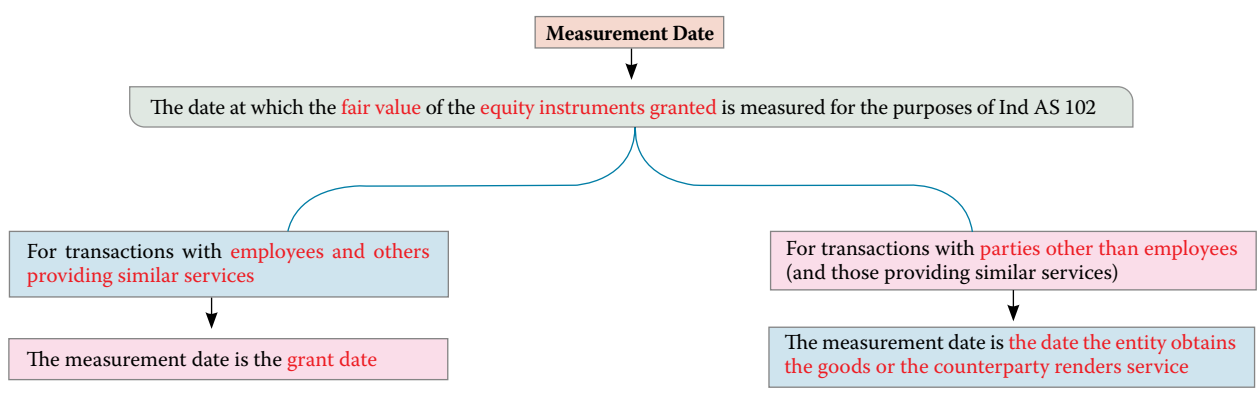 Measurement Date
The date at which the fair value of the equity instruments granted is measured for the purposes of Ind AS 102
For transactions with employees and others
providing similar services
The measurement date is the grant date
For transactions with parties other than employees
(and those providing similar services)
The measurement date is the date the entity obtains
the goods or the counterparty renders service